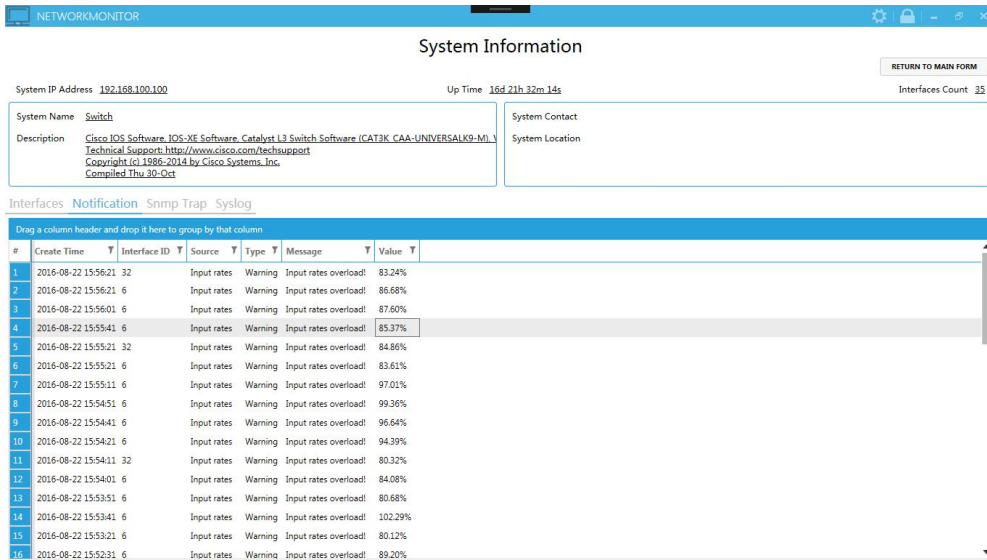 NETWORKMONITOR
System Information
RETURN TO MAIN FORM
System IP Address 192.168.100.100 Up Time 16d 21h 32m 14s Interfaces Count 35
System Name Switch
Description Cisco IOS Software, IOS-XE Software, Catalyst L3 Switch Software (CAT3K_CAA-UNIVERSALK9-M),
Technical Support: http://www.cisco.com/techsupport
Copyright (c) 1986-2014 by Cisco Systems, Inc.
Compiled Thu 30-Oct
System Contact
System Location
Interfaces Notification Snmp Trap Syslog
Drag a column header and drop it here to group by that column
# Create Time Interface ID Source Type Message Value
1 2016-08-22 15:56:21 32 Input rates Warning Input rates overload! 83.24%
2 2016-08-22 15:56:21 6 Input rates Warning Input rates overload! 86.68%
3 2016-08-22 15:56:01 6 Input rates Warning Input rates overload! 87.60%
4 2016-08-22 15:55:41 6 Input rates Warning Input rates overload! 85.37%
5 2016-08-22 15:55:21 32 Input rates Warning Input rates overload! 84.86%
6 2016-08-22 15:55:21 6 Input rates Warning Input rates overload! 83.61%
7 2016-08-22 15:55:11 6 Input rates Warning Input rates overload! 97.01%
8 2016-08-22 15:54:51 6 Input rates Warning Input rates overload! 99.36%
9 2016-08-22 15:54:41 6 Input rates Warning Input rates overload! 96.64%
10 2016-08-22 15:54:21 6 Input rates Warning Input rates overload! 94.39%
11 2016-08-22 15:54:11 32 Input rates Warning Input rates overload! 80.32%
12 2016-08-22 15:54:01 6 Input rates Warning Input rates overload! 84.08%
13 2016-08-22 15:53:51 6 Input rates Warning Input rates overload! 80.68%
14 2016-08-22 15:53:41 6 Input rates Warning Input rates overload! 102.29%
15 2016-08-22 15:53:21 6 Input rates Warning Input rates overload! 80.12%
16 2016-08-22 15:52:31 6 Input rates Warning Input rates overload! 89.20%